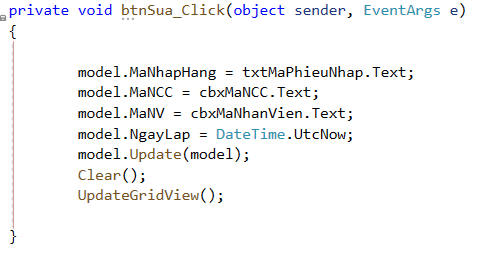 private void btnSua_Click(object sender, EventArgs e)
{
model.MaNhapHang = txtMaPhieuNhap.Text;
model.MaNCC = cbxMaNCC.Text;
model.MaNV = cbxMaNhanVien.Text;
model.NgayLap = DateTime.UtcNow;
model.Update(model);
Clear();
UpdateGridView();
}